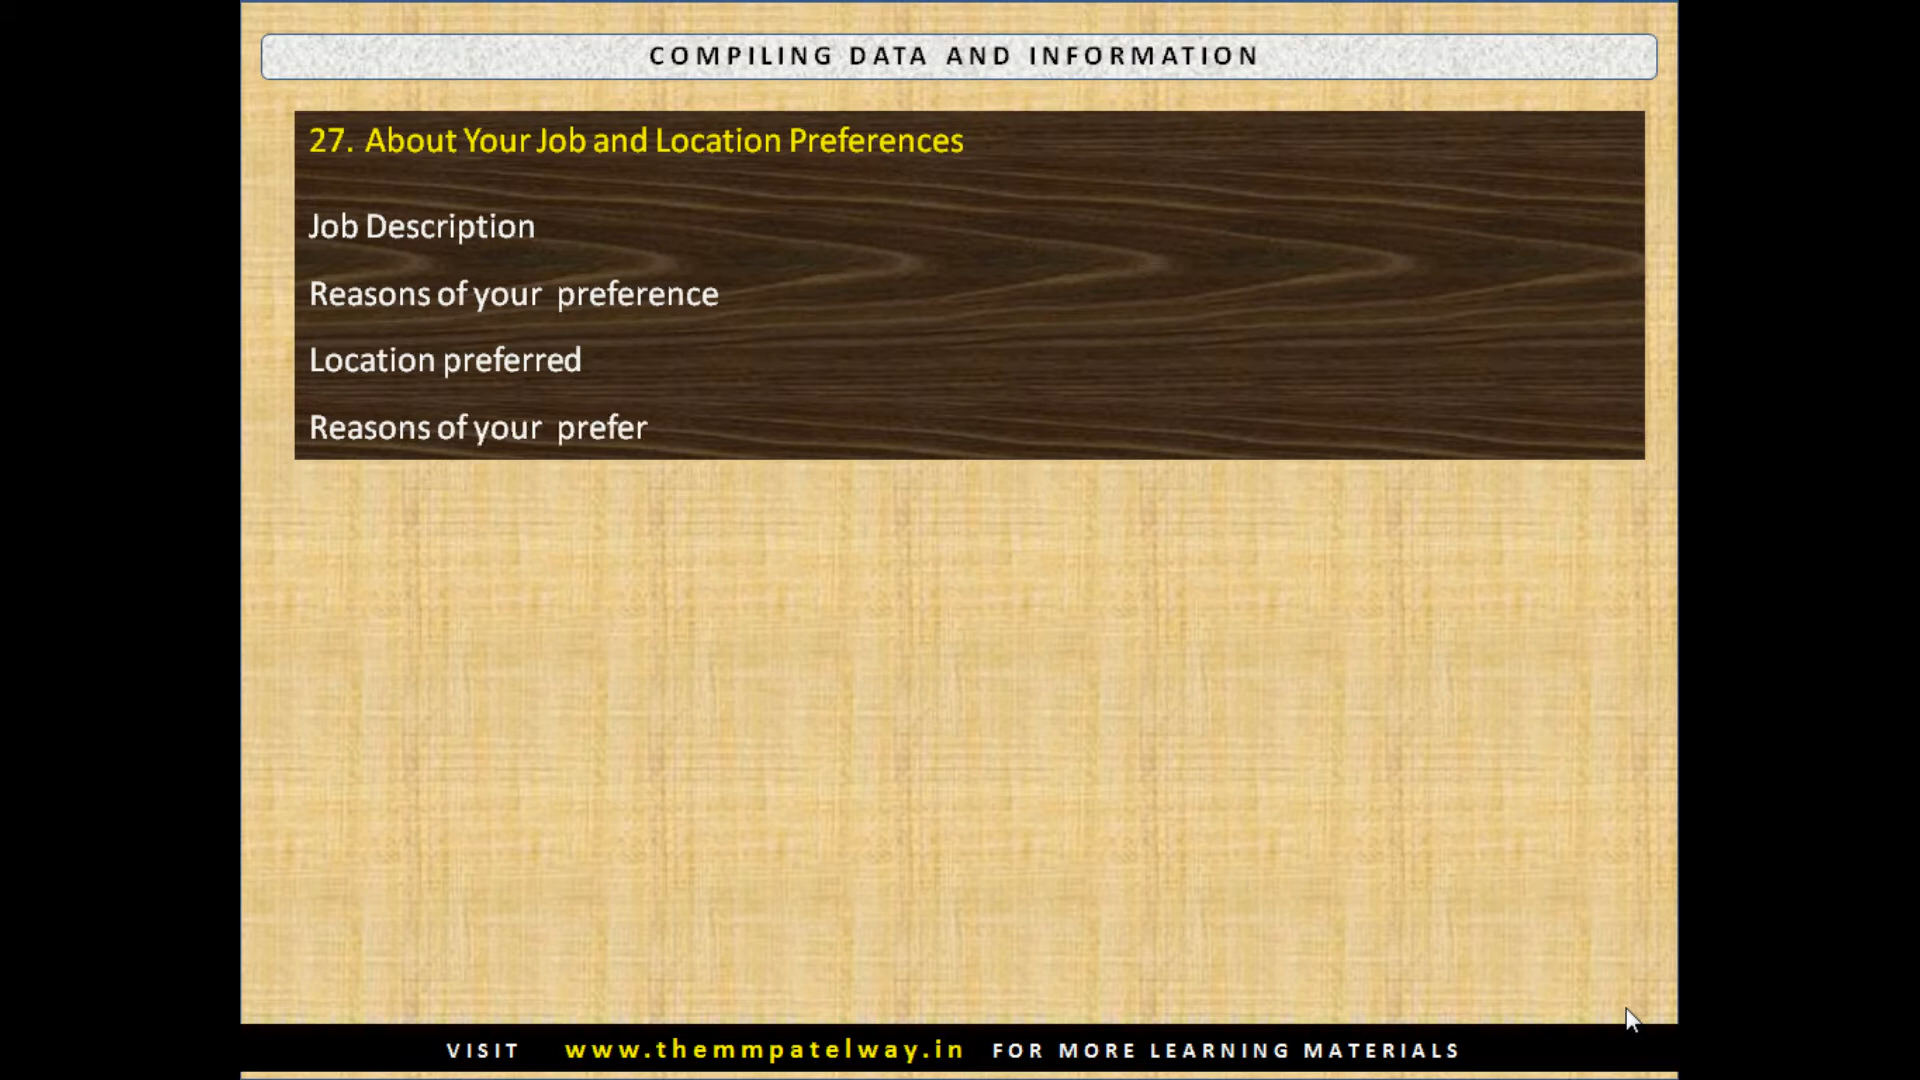 COMPILING DATA AND INFORMATION
27. About Your Job and Location Preferences
Job Description
Reasons of your preference
Location preferred
Reasons of your prefer
VISIT www.themmpatelway.in FOR MORE LEARNING MATERIALS